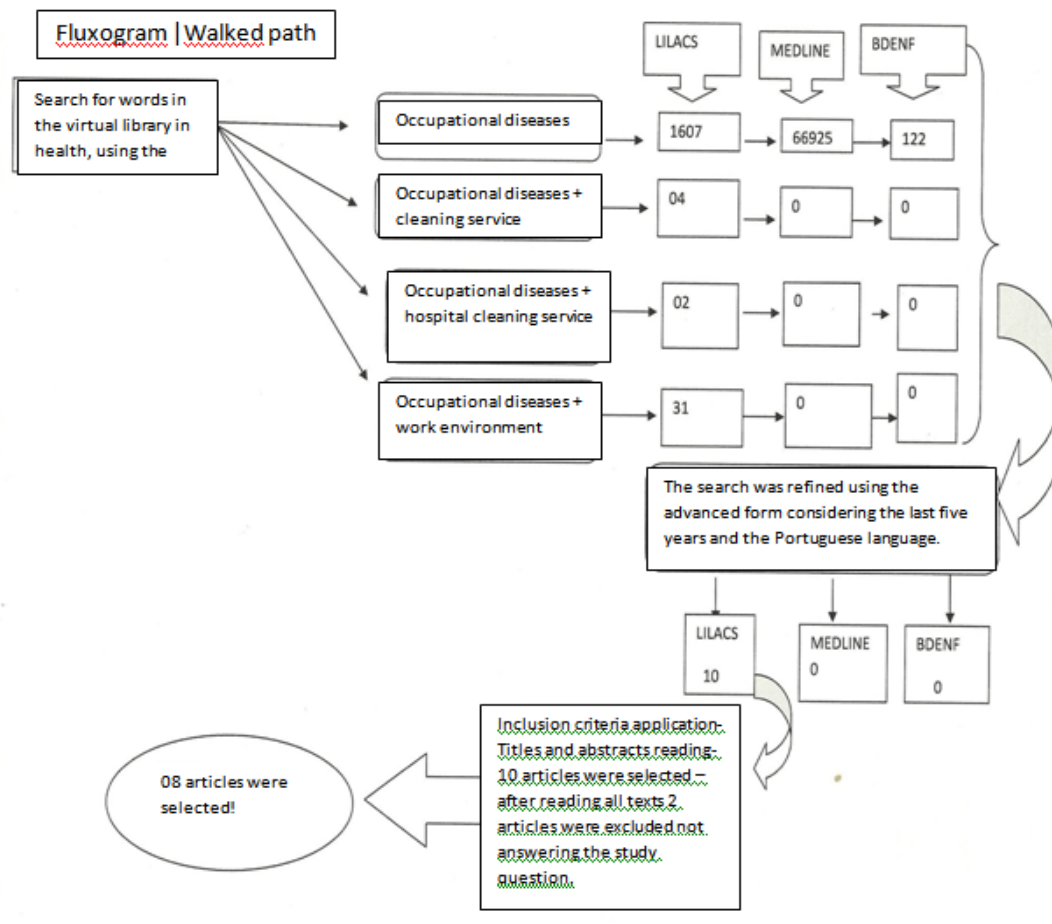 Fluxogram |Walked path
Search for words in
the virtual library in
health, using the
LILACS
MEDLINE
BDENF
Occupational diseases
1607
66925
122
Occupational diseases +
cleaning service
04
0
0
Occupational diseases +
hospital cleaning service
02
0
0
Occupational diseases +
work environment
31
0
0
The search was refined using the
advanced form considering the last five
years and the Portuguese language.
LILACS
10
MEDLINE
0
BDENF
0
Inclusion criteria application-
Titles and abstracts reading-
10 articles were selected –
after reading all texts 2
articles were excluded not
answering the study
question.
08 articles were
selected!